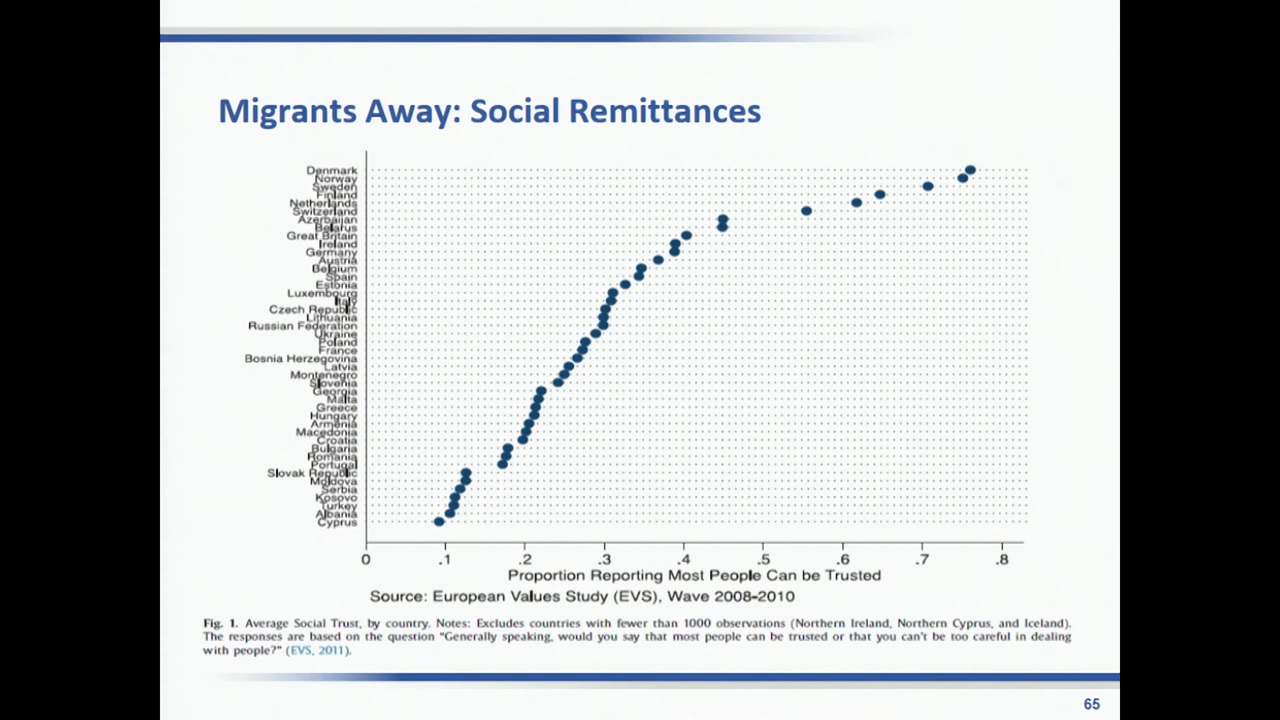 Migrants Away: Social Remittances
Denmark
Norway
Sweden
Finland
Netherlands
Switzerland
Azerbaijan
Belarus
Great Britain
Ireland
Germany
Austria
Belgium
Spain
Estonia
Luxembourg
Italy
Czech Republic
Lithuania
Russian Federation
Ukraine
Poland
France
Bosnia Herzegovina
Latvia
Montenegro
Slovenia
Georgia
Malta
Greece
Hungary
Armenia
Macedonia
Croatia
Bulgaria
Romania
Portugal
Slovak Republic
Moldova
Serbia
Kosovo
Turkey
Albania
Cyprus
0 .1 .2 .3 .4 .5 .6 .7 .8
Proportion Reporting Most People Can be Trusted
Source: European Values Study (EVS), Wave 2008-2010
Fig. 1. Average Social Trust, by country. Notes: Excludes countries with fewer than 1000 observations (Northern Ireland, Northern Cyprus, and Iceland).
The responses are based on the question “Generally speaking, would you say that most people can be trusted or that you can’t be too careful in dealing
with people?” (EVS, 2011).
65